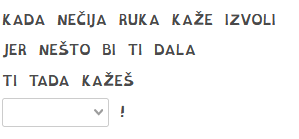 KADA NEČIJA RUKA KAŽE IZVOLI
JER NEŠTO BI TI DALA
TI TADA KAŽEŠ
!